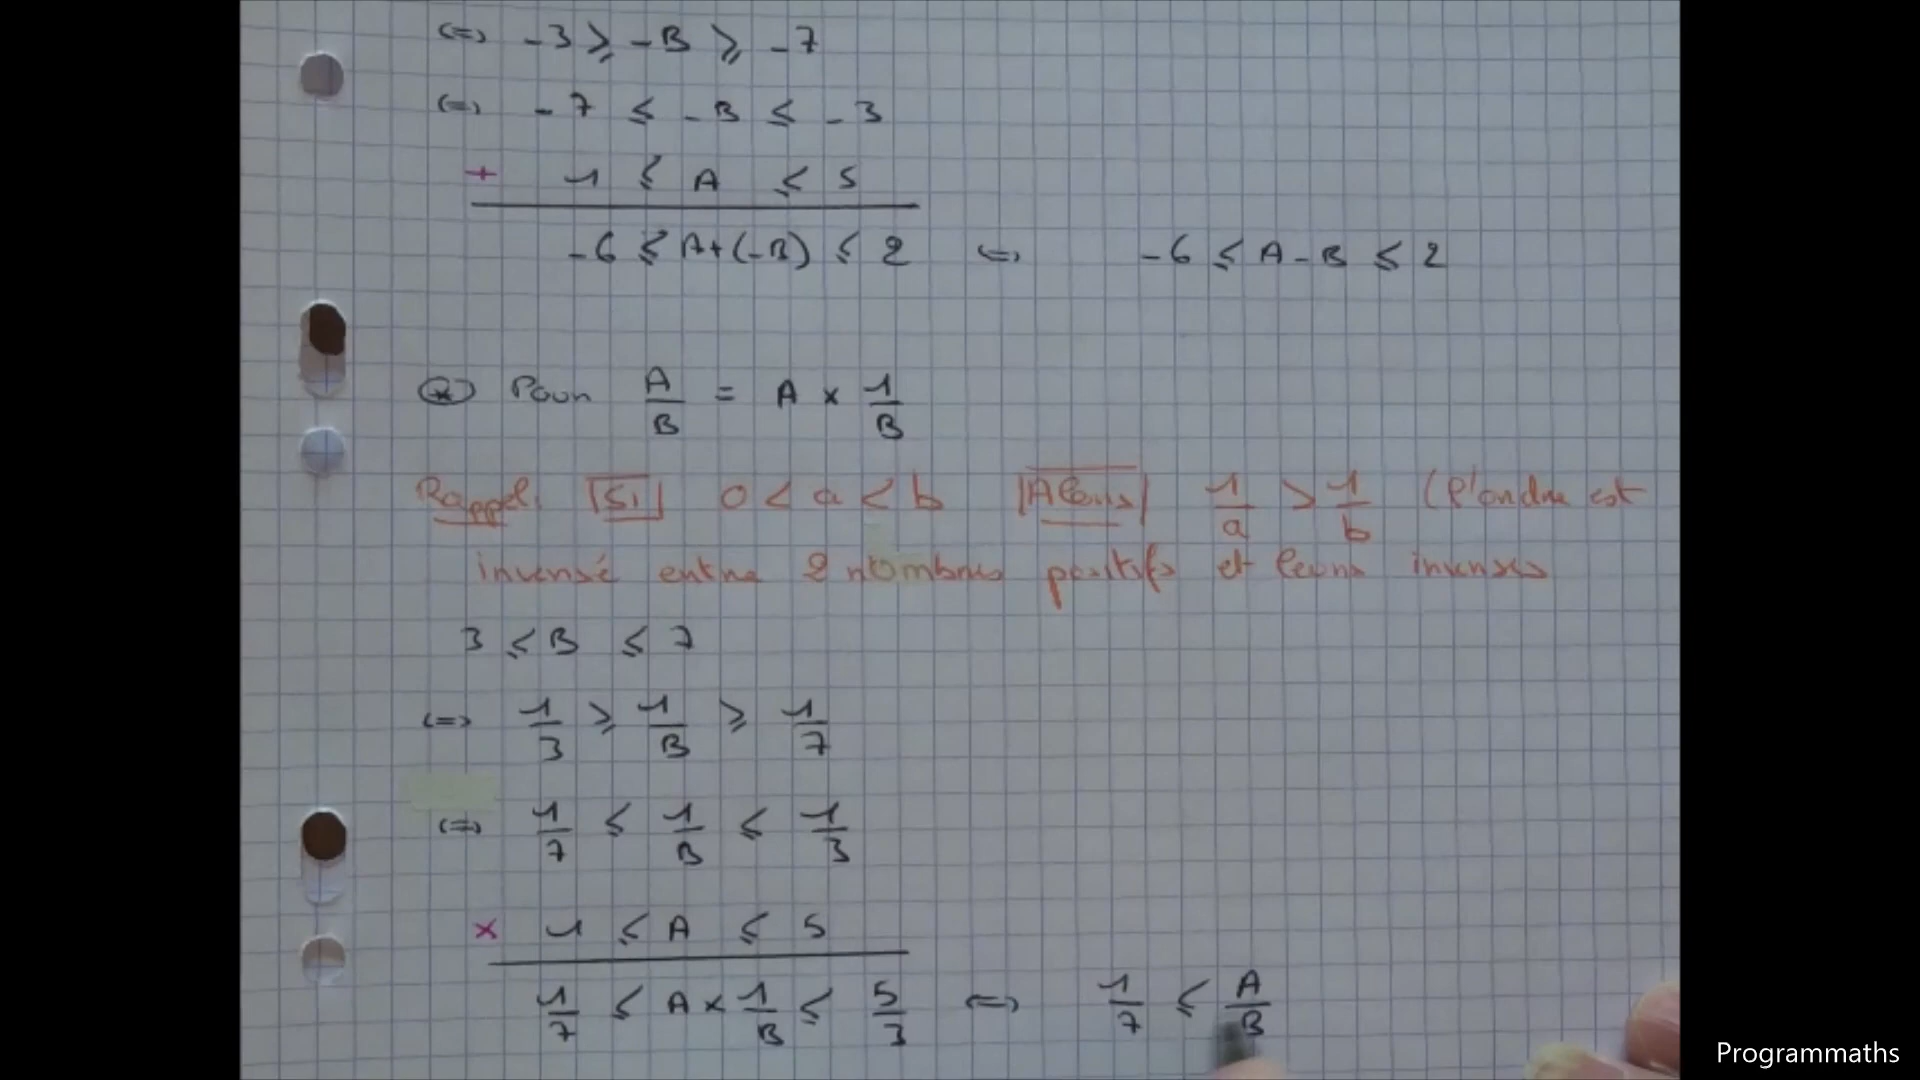 (=) -3 ⩾ -B ⩾ -7
(=) -7 ⩽ -B ⩽ -3
+ 1 ⩽ A ⩽ 5
-6 ⩽ A+(-B) ⩽ 2 (=) -6 ⩽ A-B ⩽ 2
(*) Pour A/B = A × 1/B
Rappel: Si 0 < a < b Alors 1/a > 1/b (l'ordre est
inversé entre 2 nombres positifs et leurs inverses
3 ⩽ B ⩽ 7
(=) 1/3 ⩾ 1/B ⩾ 1/7
(=) 1/7 ⩽ 1/B ⩽ 1/3
× 1 ⩽ A ⩽ 5
1/7 ⩽ A × 1/B ⩽ 5/3 (=) 1/7 ⩽ A/B
Programmaths